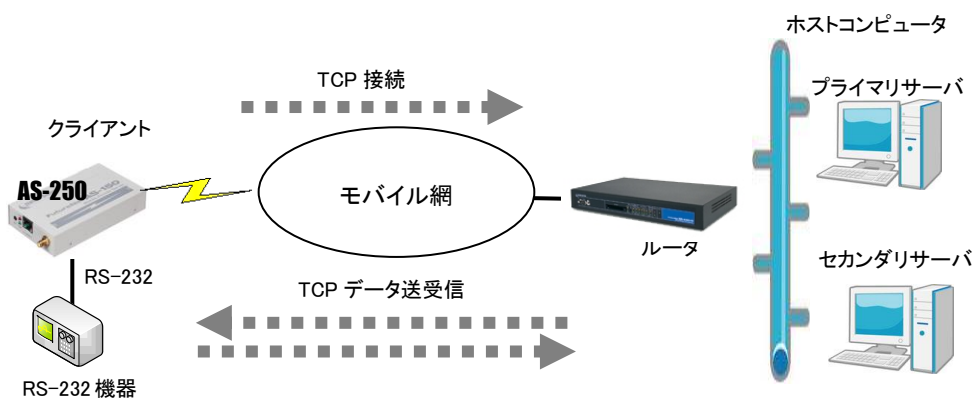 ホストコンピュータ
TCP 接続
プライマリサーバ
クライアント
AS-250
モバイル網
ルータ
RS-232
TCP データ送受信
セカンダリサーバ
RS-232 機器